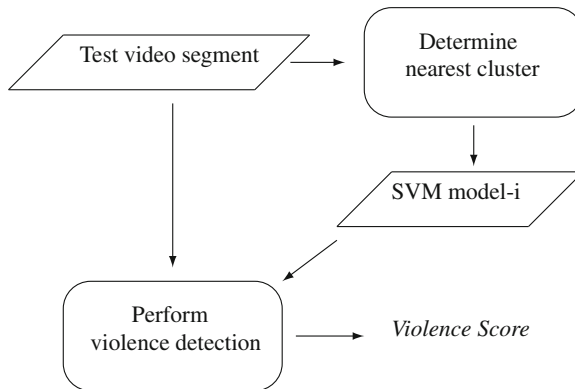 Test video segment
Determine
nearest cluster
SVM model-i
Perform
violence detection
Violence Score